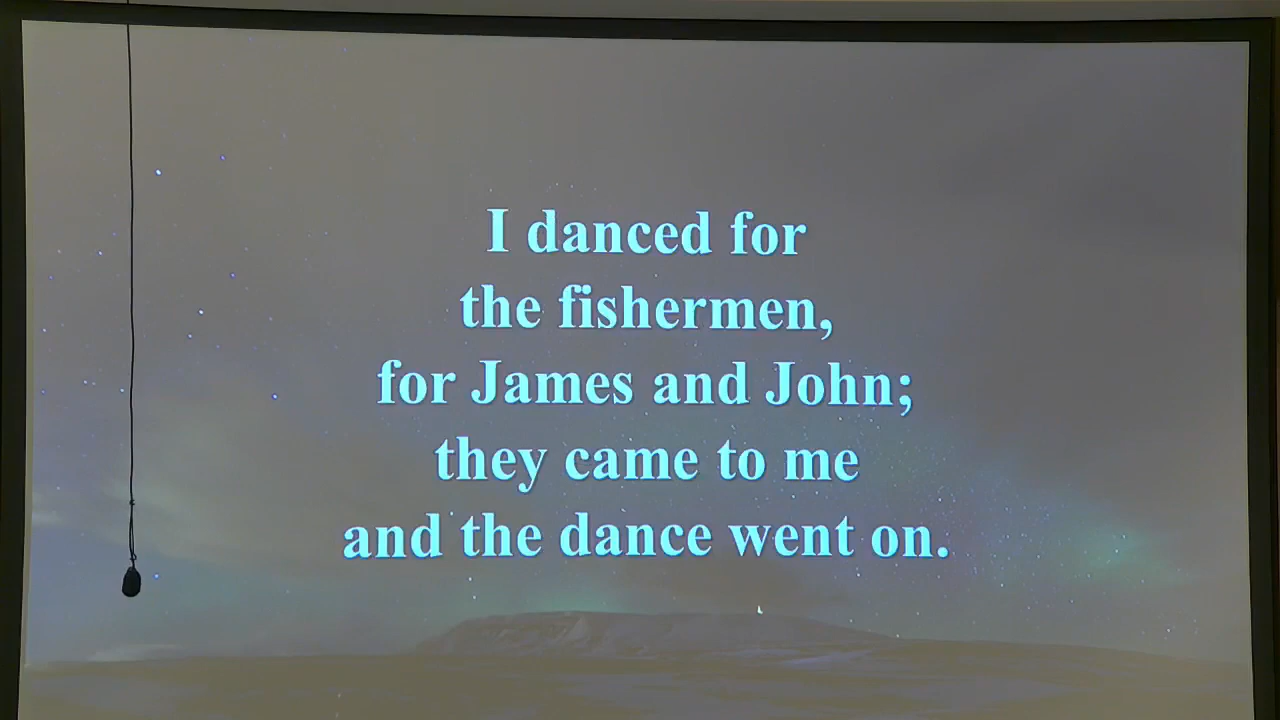 I danced for
the fishermen,
for James and John;
they came to me
and the dance went on.